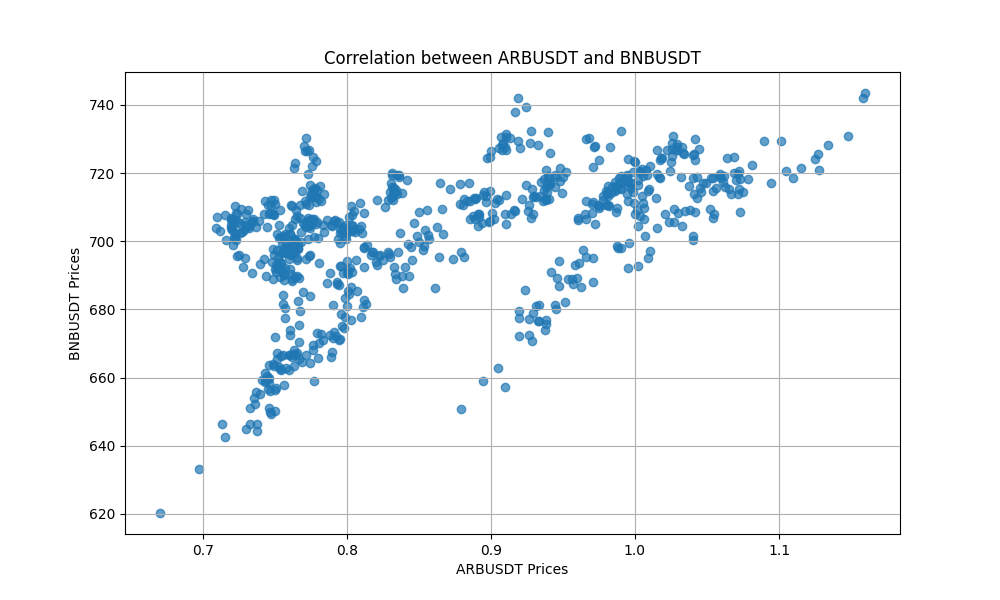 Correlation between ARBUSDT and BNBUSDT
740
720
700
680
660
640
620
BNBUSDT Prices
0.7 0.8 0.9 1.0 1.1
ARBUSDT Prices